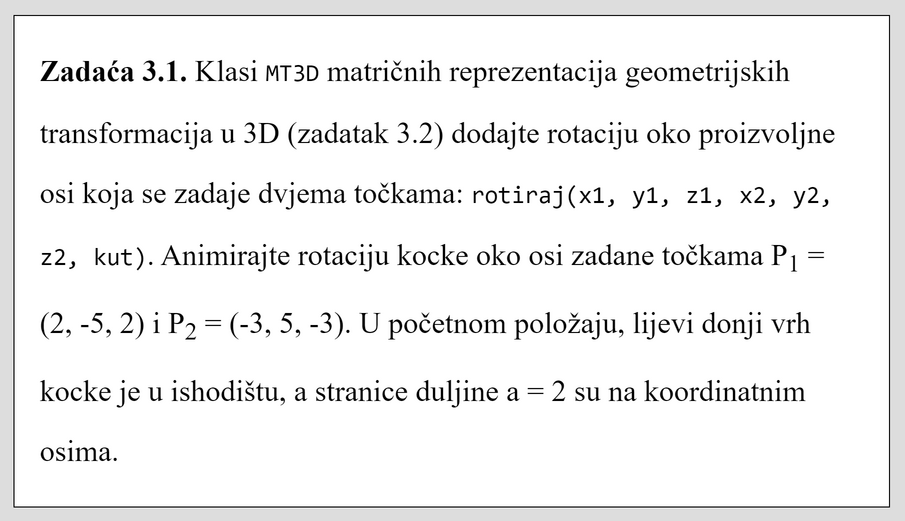 Zadaća 3.1. Klasi MT3D matričnih reprezentacija geometrijskih
transformacija u 3D (zadatak 3.2) dodajte rotaciju oko proizvoljne
osi koja se zadaje dvjema točkama: rotiraj(x1, y1, z1, x2, y2,
z2, kut). Animirajte rotaciju kocke oko osi zadane točkama P₁ =
(2, -5, 2) i P₂ = (-3, 5, -3). U početnom položaju, lijevi donji vrh
kocke je u ishodištu, a stranice duljine a = 2 su na koordinatnim
osima.